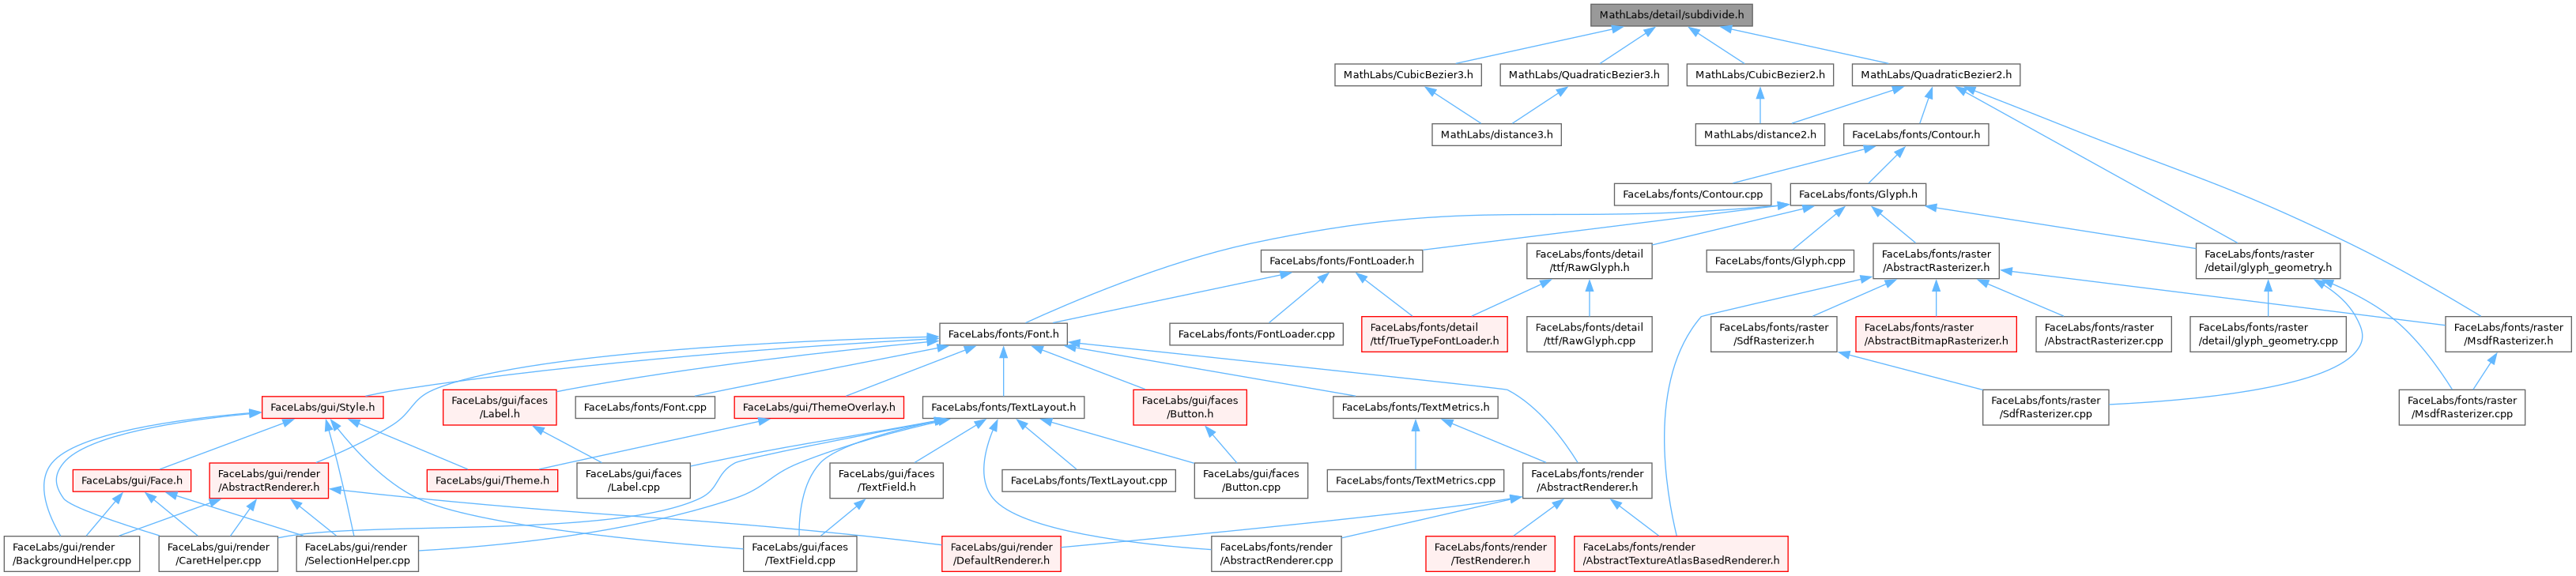 MathLabs/detail/subdivide.h
MathLabs/CubicBezier3.h
MathLabs/QuadraticBezier3.h
MathLabs/CubicBezier2.h
MathLabs/QuadraticBezier2.h
MathLabs/distance3.h
MathLabs/distance2.h
FaceLabs/fonts/Contour.h
FaceLabs/fonts/Contour.cpp
FaceLabs/fonts/Glyph.h
FaceLabs/fonts/FontLoader.h
FaceLabs/fonts/detail
/ttf/RawGlyph.h
FaceLabs/fonts/Glyph.cpp
FaceLabs/fonts/raster
/AbstractRasterizer.h
FaceLabs/fonts/raster
/detail/glyph_geometry.h
FaceLabs/fonts/Font.h
FaceLabs/fonts/FontLoader.cpp
FaceLabs/fonts/detail
/ttf/TrueTypeFontLoader.h
FaceLabs/fonts/detail
/ttf/RawGlyph.cpp
FaceLabs/fonts/raster
/SdfRasterizer.h
FaceLabs/fonts/raster
/AbstractBitmapRasterizer.h
FaceLabs/fonts/raster
/AbstractRasterizer.cpp
FaceLabs/fonts/raster
/detail/glyph_geometry.cpp
FaceLabs/fonts/raster
/MsdfRasterizer.h
FaceLabs/gui/Style.h
FaceLabs/gui/faces
/Label.h
FaceLabs/fonts/Font.cpp
FaceLabs/gui/ThemeOverlay.h
FaceLabs/fonts/TextLayout.h
FaceLabs/gui/faces
/Button.h
FaceLabs/fonts/TextMetrics.h
FaceLabs/fonts/raster
/SdfRasterizer.cpp
FaceLabs/fonts/raster
/MsdfRasterizer.cpp
FaceLabs/gui/Face.h
FaceLabs/gui/render
/AbstractRenderer.h
FaceLabs/gui/Theme.h
FaceLabs/gui/faces
/Label.cpp
FaceLabs/gui/faces
/TextField.h
FaceLabs/fonts/TextLayout.cpp
FaceLabs/gui/faces
/Button.cpp
FaceLabs/fonts/TextMetrics.cpp
FaceLabs/fonts/render
/AbstractRenderer.h
FaceLabs/gui/render
/BackgroundHelper.cpp
FaceLabs/gui/render
/CaretHelper.cpp
FaceLabs/gui/render
/SelectionHelper.cpp
FaceLabs/gui/faces
/TextField.cpp
FaceLabs/gui/render
/DefaultRenderer.h
FaceLabs/fonts/render
/AbstractRenderer.cpp
FaceLabs/fonts/render
/TestRenderer.h
FaceLabs/fonts/render
/AbstractTextureAtlasBasedRenderer.h